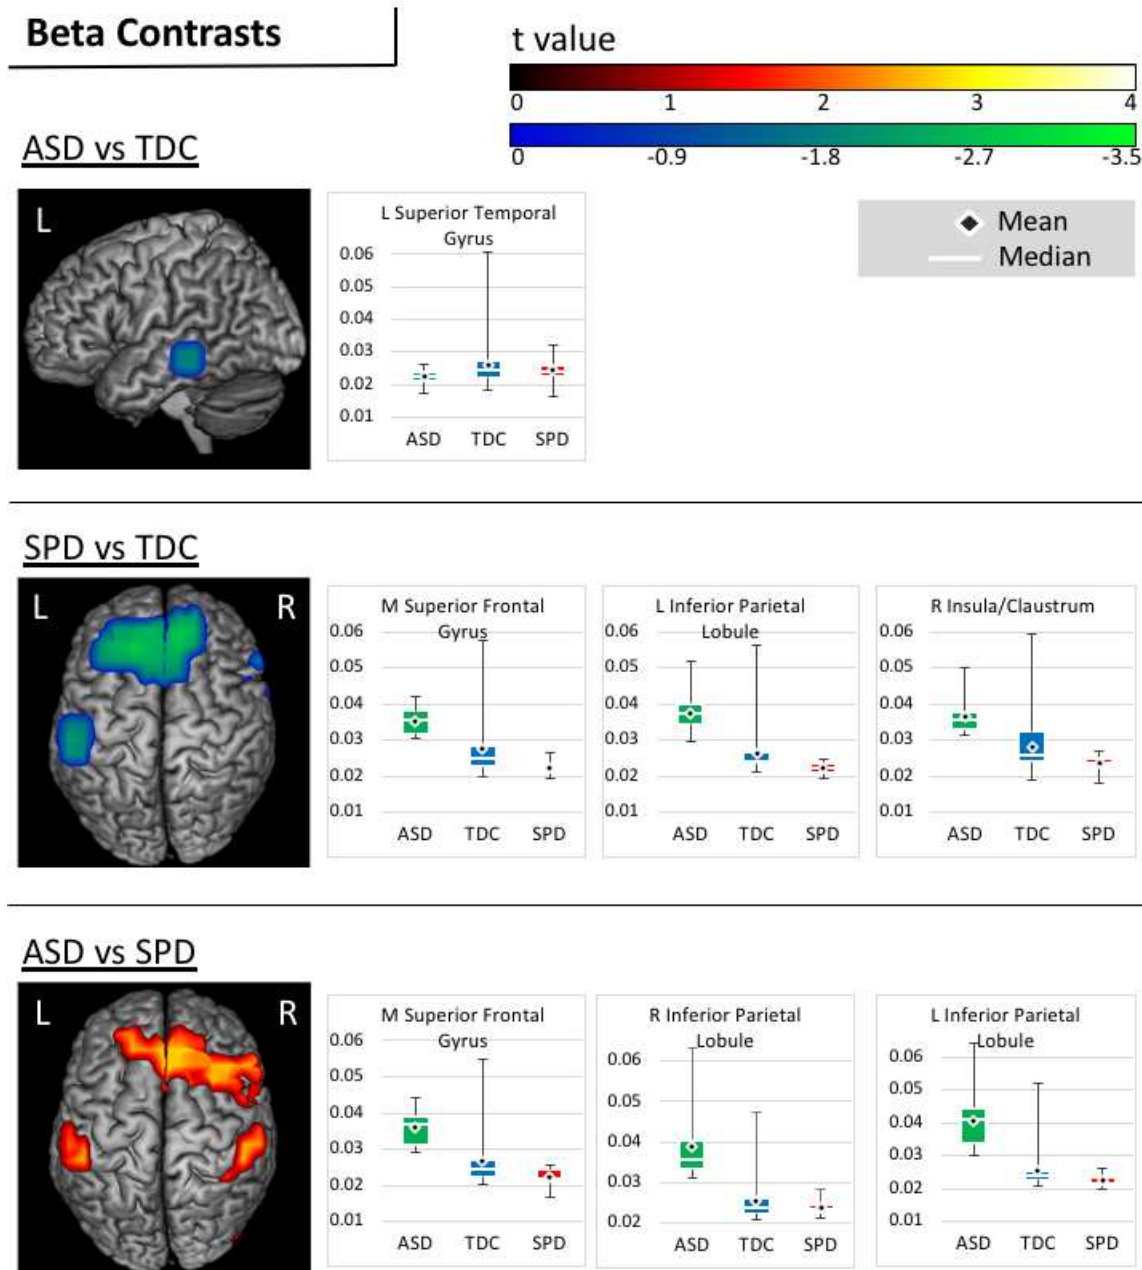 Beta Contrasts
t value
0 1 2 3 4
0 -0.9 -1.8 -2.7 -3.5
Mean
Median
ASD vs TDC
L
L Superior Temporal
Gyrus
0.06
0.05
0.04
0.03
0.02
0.01
ASD TDC SPD
SPD vs TDC
L R
M Superior Frontal
Gyrus
0.06
0.05
0.04
0.03
0.02
0.01
ASD TDC SPD
L Inferior Parietal
Lobule
0.06
0.05
0.04
0.03
0.02
0.01
ASD TDC SPD
R Insula/Claustrum
0.06
0.05
0.04
0.03
0.02
0.01
ASD TDC SPD
ASD vs SPD
L R
M Superior Frontal
Gyrus
0.06
0.05
0.04
0.03
0.02
0.01
ASD TDC SPD
R Inferior Parietal
Lobule
0.06
0.05
0.04
0.03
0.02
ASD TDC SPD
L Inferior Parietal
Lobule
0.06
0.05
0.04
0.03
0.02
0.01
ASD TDC SPD